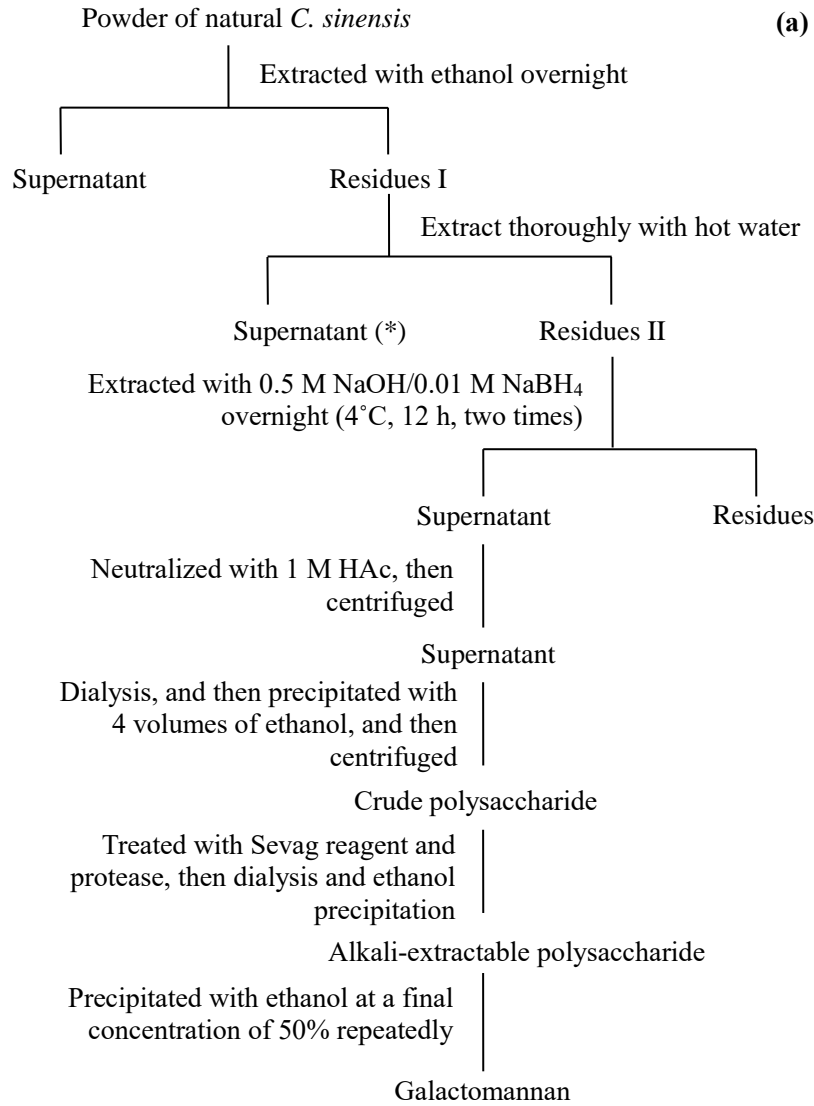 Powder of natural C. sinensis
(a)
Extracted with ethanol overnight
Supernatant
Residues I
Extract thoroughly with hot water
Supernatant (*)
Residues II
Extracted with 0.5 M NaOH/0.01 M NaBH₄
overnight (4˚C, 12 h, two times)
Supernatant
Residues
Neutralized with 1 M HAc, then
centrifuged
Supernatant
Dialysis, and then precipitated with
4 volumes of ethanol, and then
centrifuged
Crude polysaccharide
Treated with Sevag reagent and
protease, then dialysis and ethanol
precipitation
Alkali-extractable polysaccharide
Precipitated with ethanol at a final
concentration of 50% repeatedly
Galactomannan